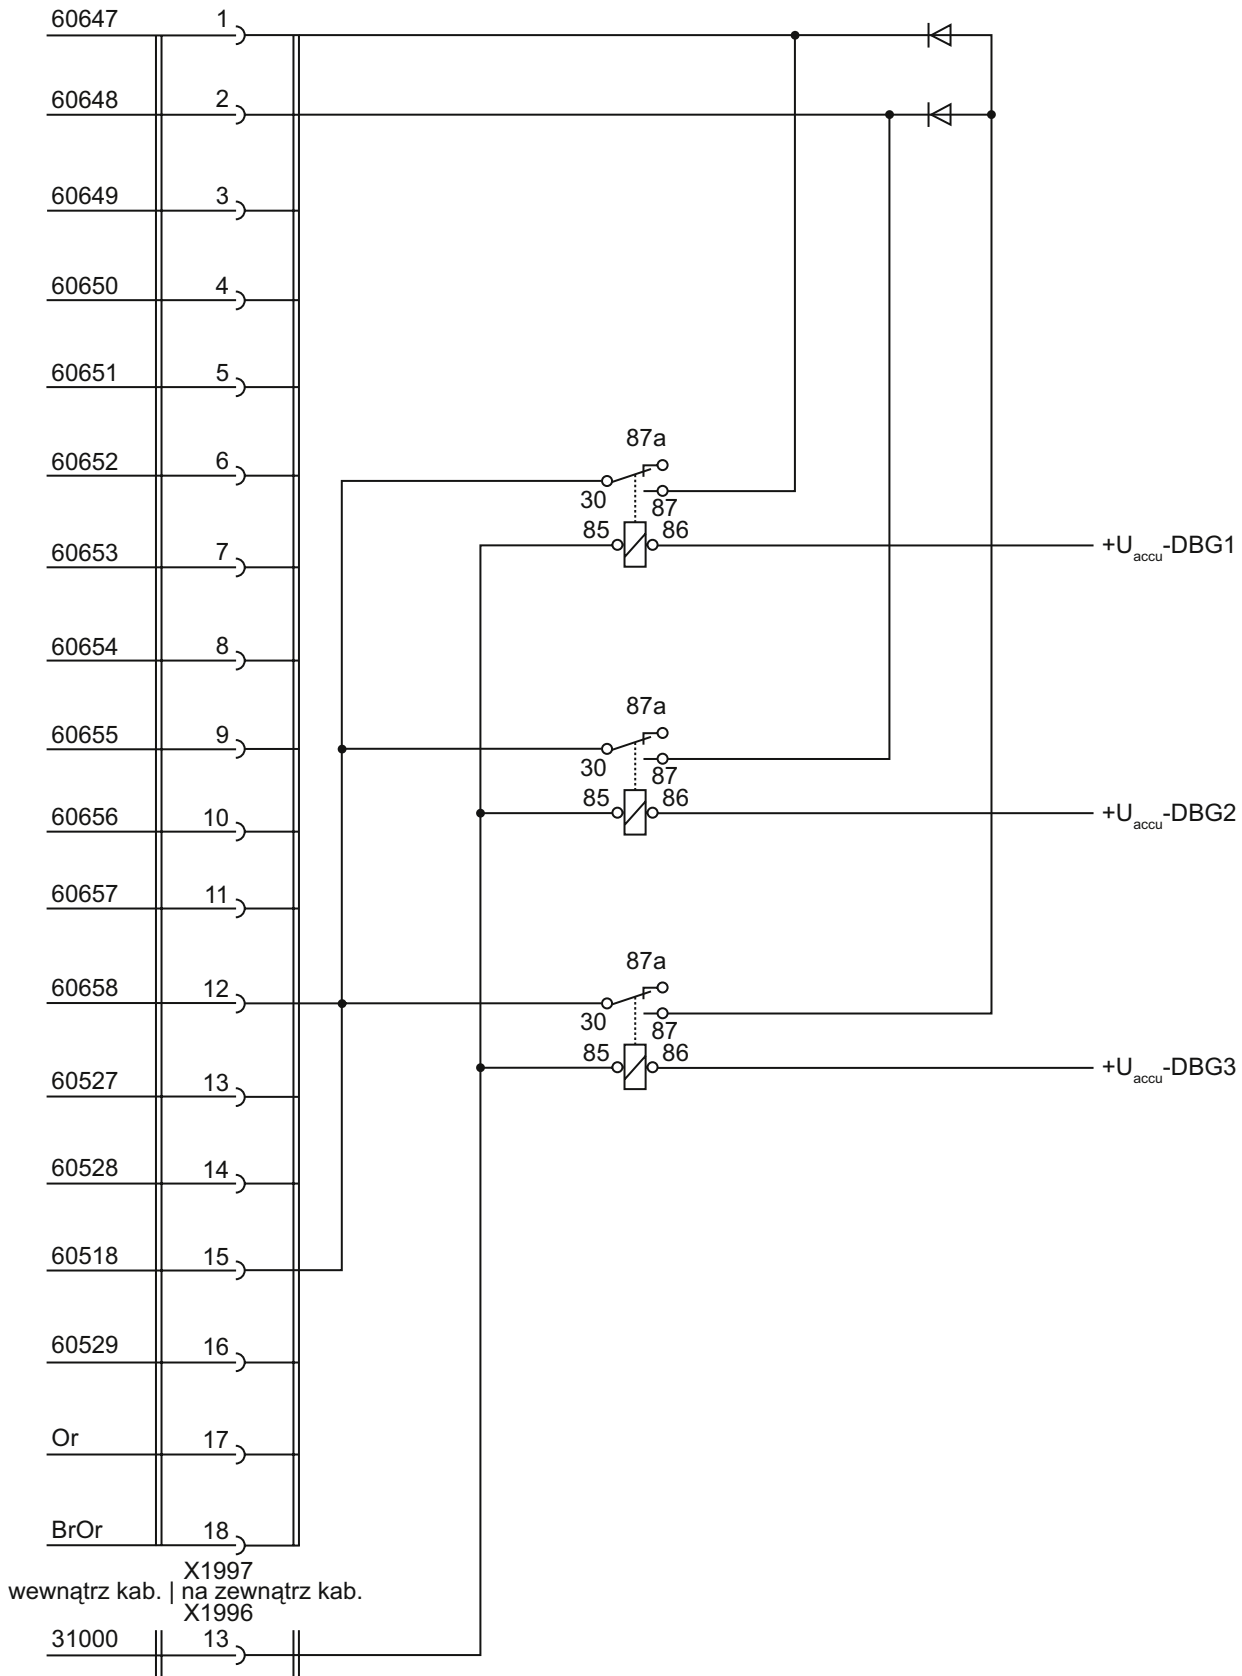 60647 1
60648 2
60649 3
60650 4
60651 5
60652 6
87a
30
87
85 86
60653 7
+Uaccu-DBG1
60654 8
87a
60655 9
30
87
85 86
60656 10
+Uaccu-DBG2
60657 11
87a
60658 12
30
87
85 86
+Uaccu-DBG3
60527 13
60528 14
60518 15
60529 16
Or 17
BrOr 18
X1997
wewnątrz kab. | na zewnątrz kab.
X1996
31000 13